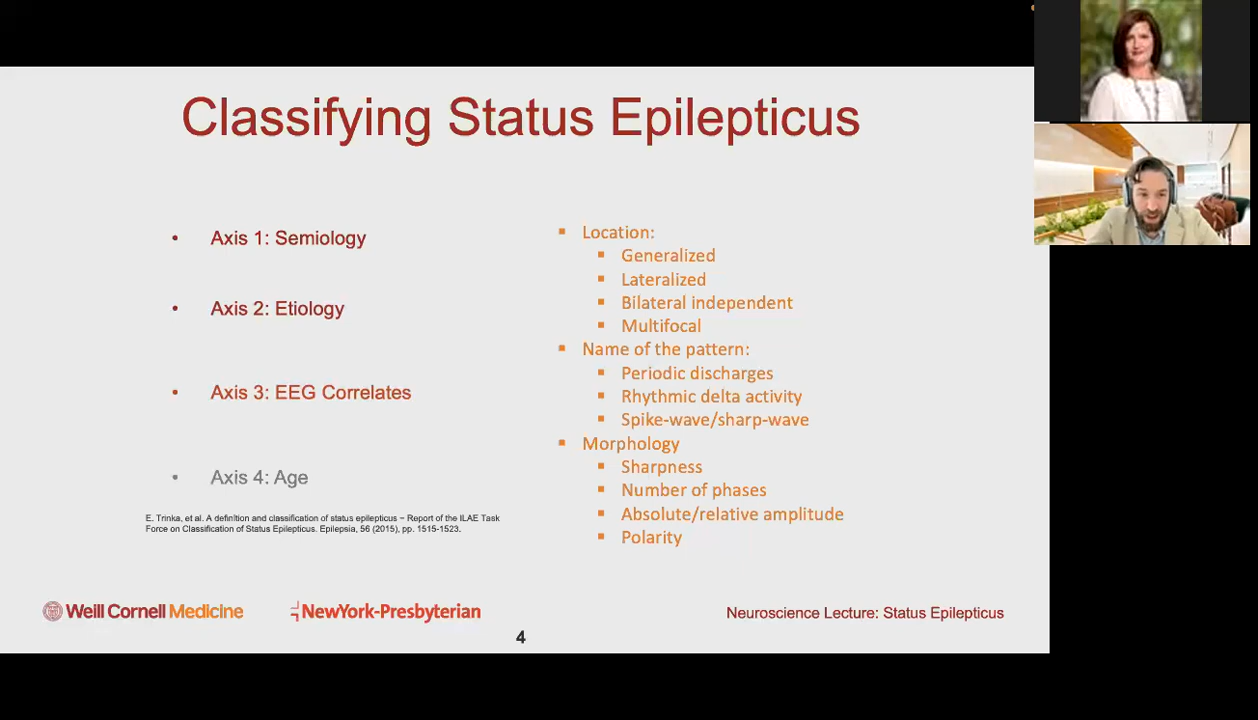 Classifying Status Epilepticus
• Axis 1: Semiology
• Axis 2: Etiology
• Axis 3: EEG Correlates
• Axis 4: Age
E. Trinka, et al. A definition and classification of status epilepticus – Report of the ILAE Task
Force on Classification of Status Epilepticus. Epilepsia, 56 (2015), pp. 1515-1523.
▪ Location:
▪ Generalized
▪ Lateralized
▪ Bilateral independent
▪ Multifocal
▪ Name of the pattern:
▪ Periodic discharges
▪ Rhythmic delta activity
▪ Spike-wave/sharp-wave
▪ Morphology
▪ Sharpness
▪ Number of phases
▪ Absolute/relative amplitude
▪ Polarity
Weill Cornell Medicine
NewYork-Presbyterian
Neuroscience Lecture: Status Epilepticus
4